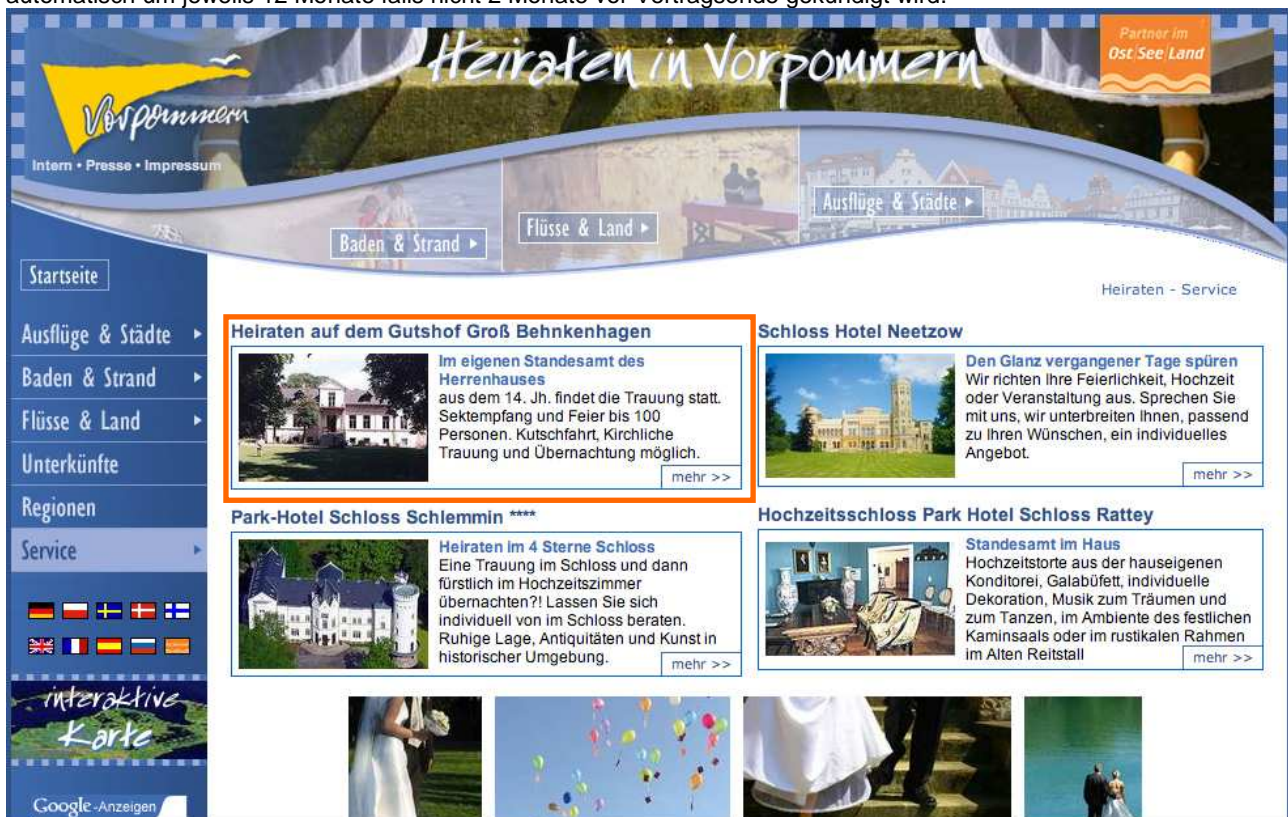 automatisch um jeweils 12 Monate falls nicht 2 Monate vor Vertragsende gekündigt wird.
Heiraten in Vorpommern
Partner im
Ost See Land
Vorpommern
Intern • Presse • Impressum
Baden & Strand
Flüsse & Land
Ausflüge & Städte
Startseite
Ausflüge & Städte
Baden & Strand
Flüsse & Land
Unterkünfte
Regionen
Service
interaktive
Karte
Google-Anzeigen
Heiraten - Service
Heiraten auf dem Gutshof Groß Behnkenhagen
Im eigenen Standesamt des
Herrenhauses
aus dem 14. Jh. findet die Trauung statt.
Sektempfang und Feier bis 100
Personen. Kutschfahrt, Kirchliche
Trauung und Übernachtung möglich.
mehr >>
Schloss Hotel Neetzow
Den Glanz vergangener Tage spüren
Wir richten Ihre Feierlichkeit, Hochzeit
oder Veranstaltung aus. Sprechen Sie
mit uns, wir unterbreiten Ihnen, passend
zu Ihren Wünschen, ein individuelles
Angebot.
mehr >>
Park-Hotel Schloss Schlemmin ****
Heiraten im 4 Sterne Schloss
Eine Trauung im Schloss und dann
fürstlich im Hochzeitszimmer
übernachten?! Lassen Sie sich
individuell von im Schloss beraten.
Ruhige Lage, Antiquitäten und Kunst in
historischer Umgebung.
mehr >>
Hochzeitsschloss Park Hotel Schloss Rattey
Standesamt im Haus
Hochzeitstorte aus der hauseigenen
Konditorei, Galabüfett, individuelle
Dekoration, Musik zum Träumen und
zum Tanzen, im Ambiente des festlichen
Kaminsaals oder im rustikalen Rahmen
im Alten Reitstall
mehr >>